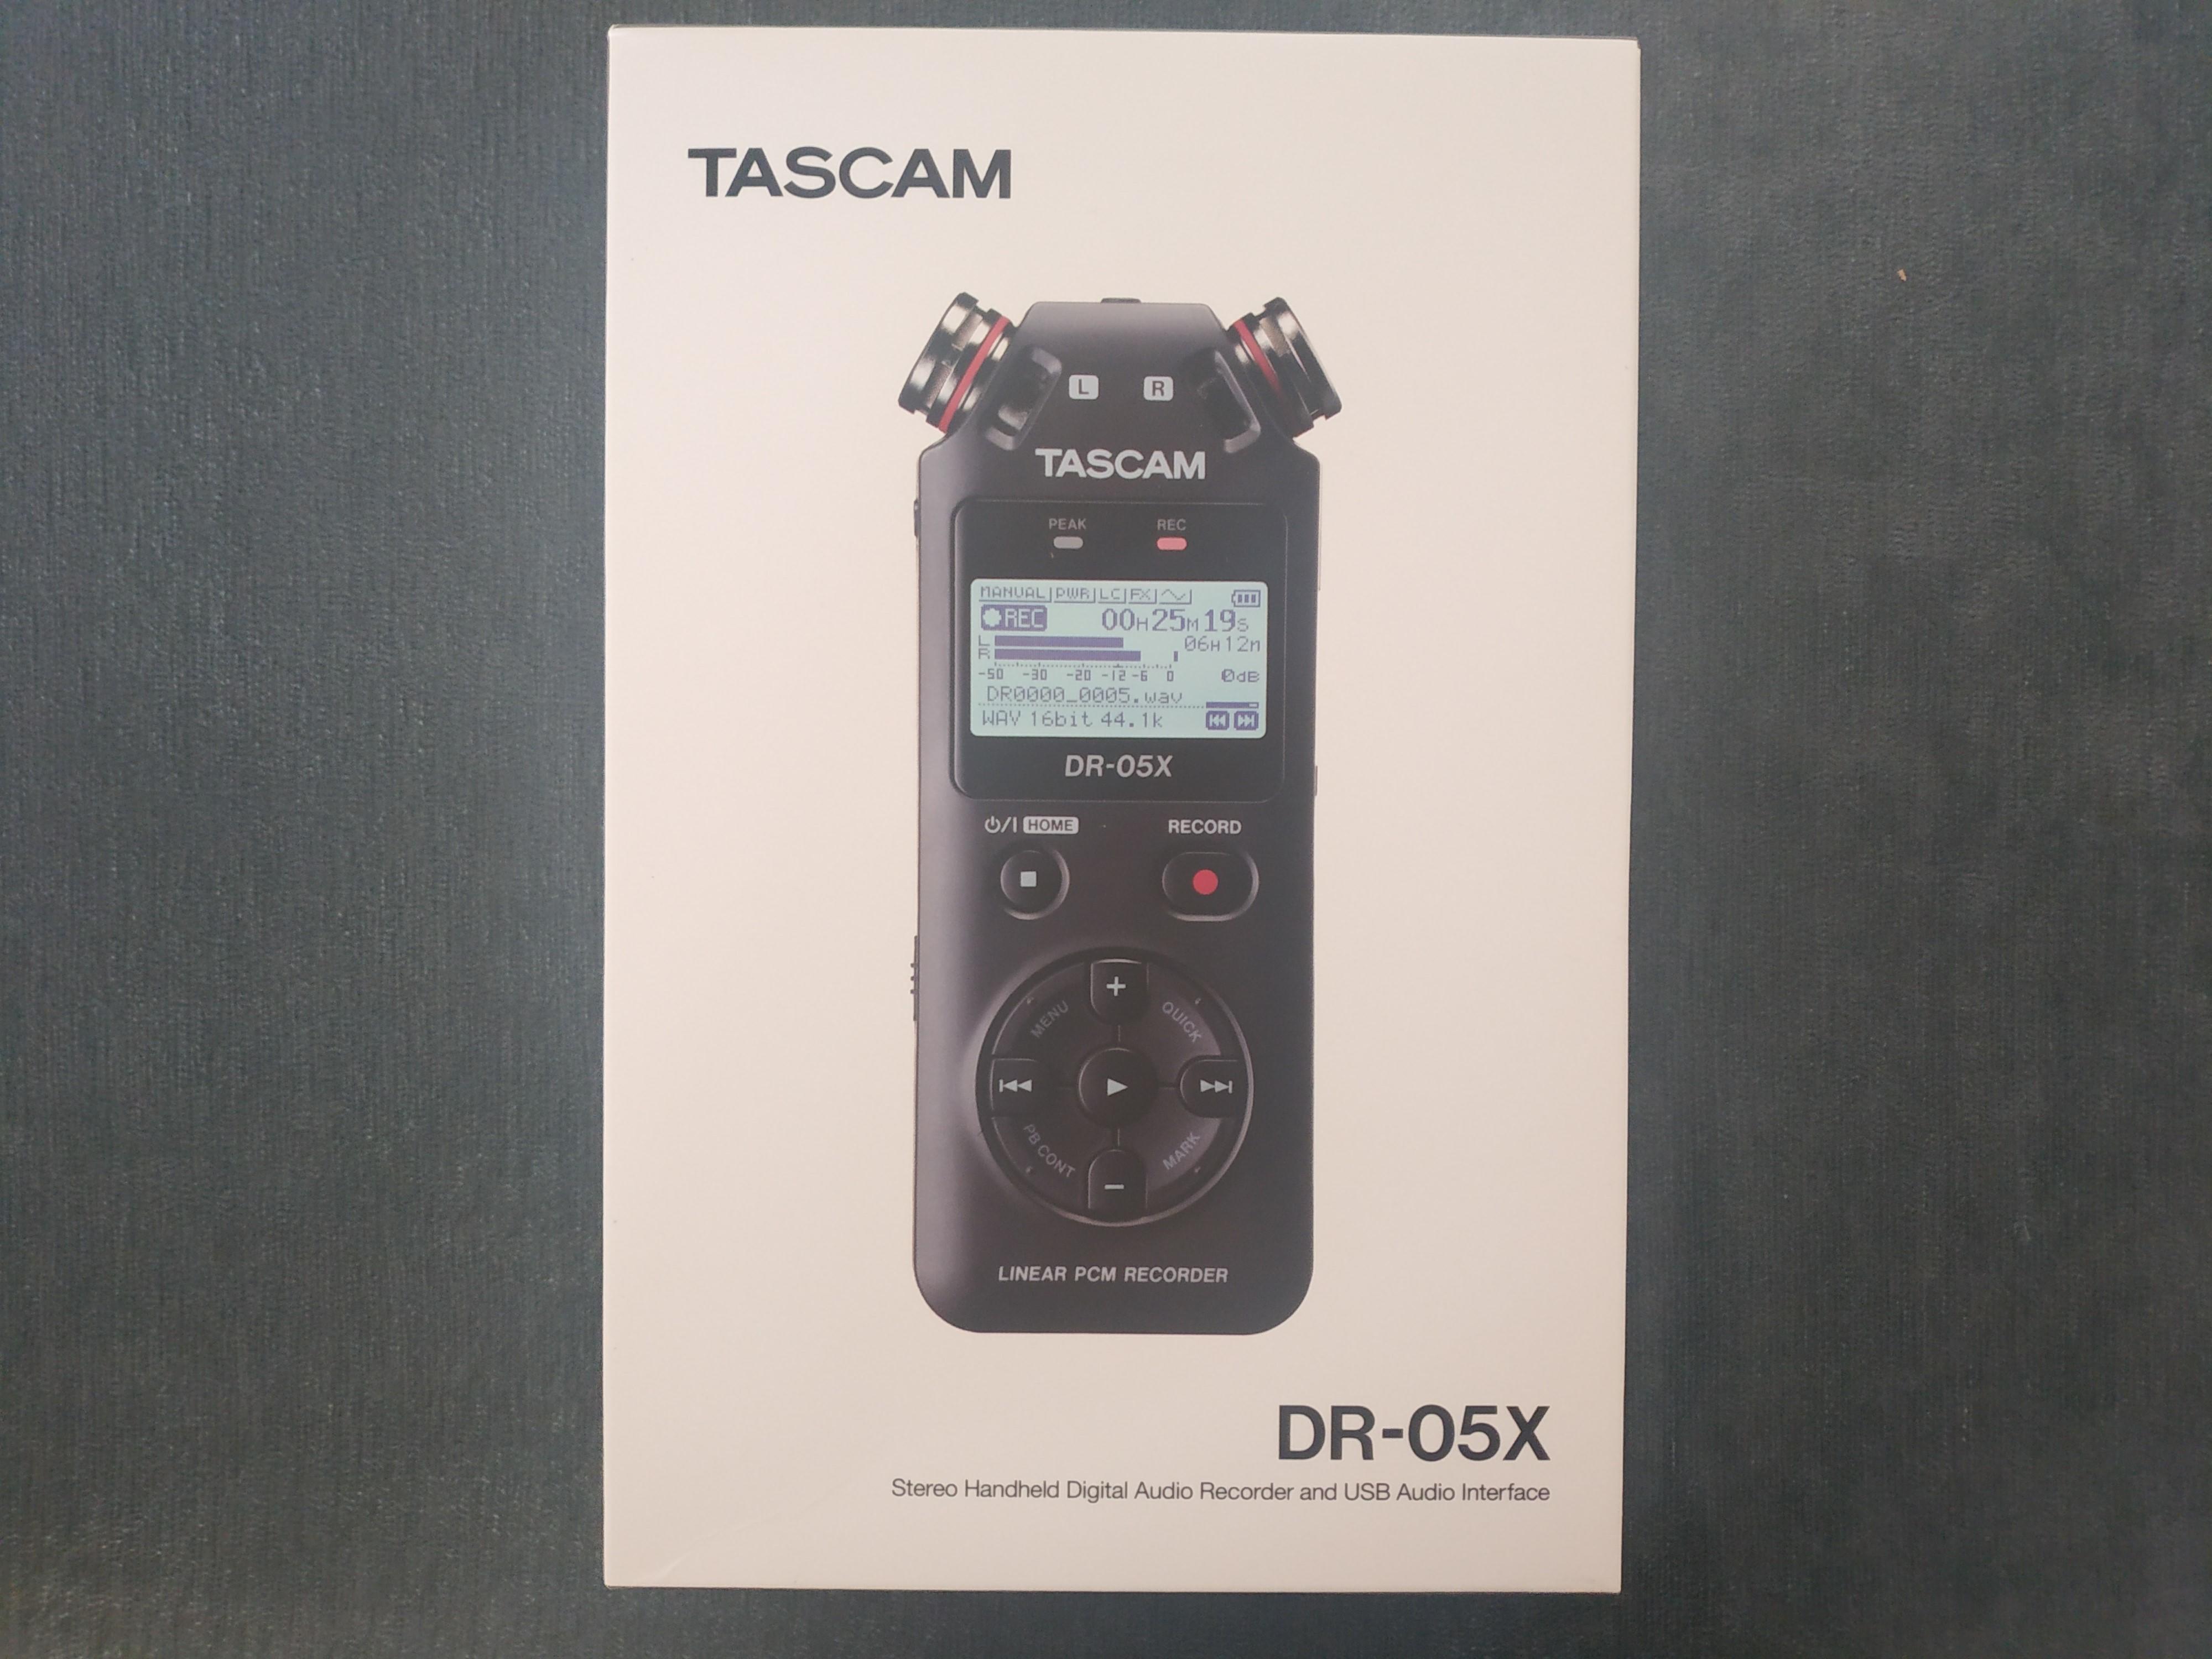 TASCAM
L R
TASCAM
PEAK REC
MANUAL PWR LC FX
REC 00H25M19S
L
R 06H12M
-50 -30 -20 -12 -6 0 0dB
DR0000_0005.wav
WAV 16bit 44.1k
DR-05X
HOME RECORD
MENU + QUICK
PB CONT - MARK
LINEAR PCM RECORDER
DR-05X
Stereo Handheld Digital Audio Recorder and USB Audio Interface